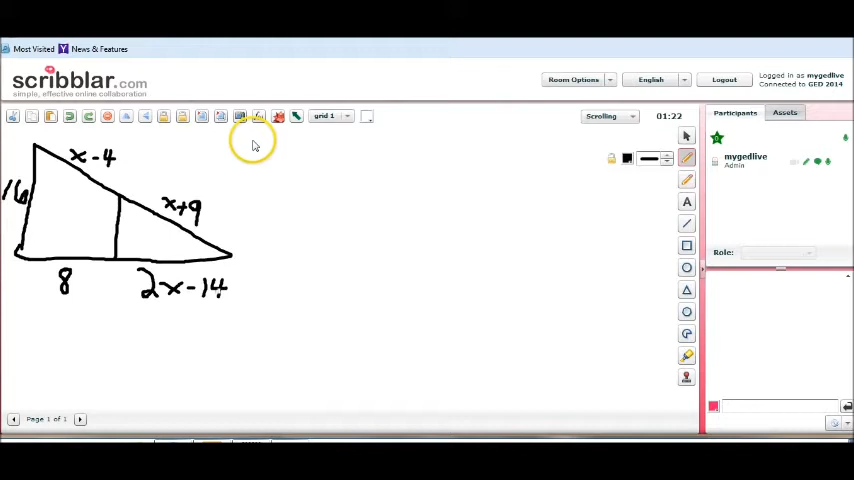 Most Visited News & Features
scribblar.com
simple, effective online collaboration
Room Options
English
Logout
Logged in as mygedlive
Connected to GED 2014
grid 1
Scrolling
01:22
Participants
Assets
mygedlive
Admin
A
Role:
x-4
16
x+9
8
2x-14
Page 1 of 1